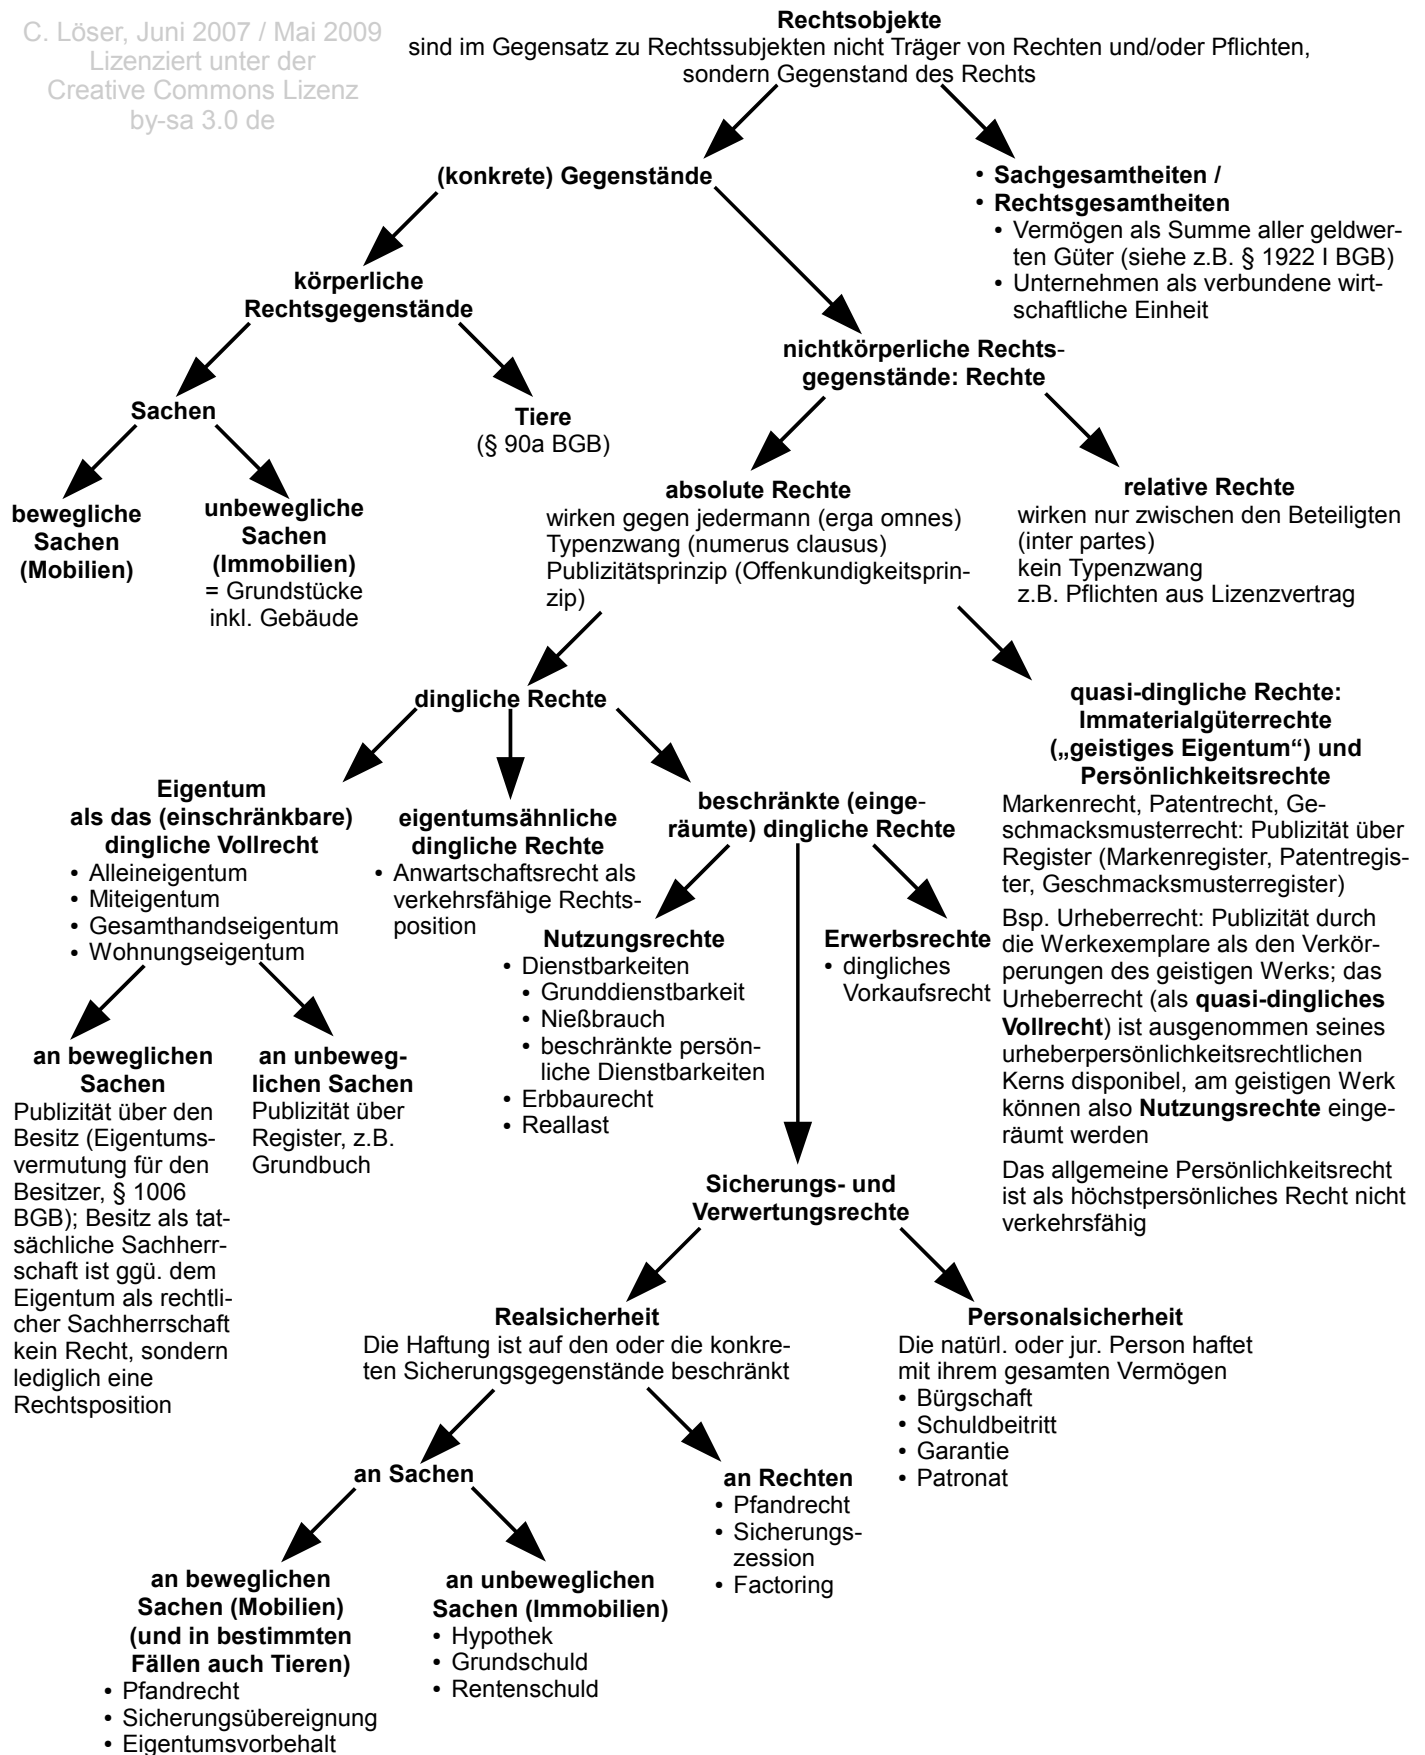 C. Löser, Juni 2007 / Mai 2009
Lizenziert unter der
Creative Commons Lizenz
by-sa 3.0 de
Rechtsobjekte
sind im Gegensatz zu Rechtssubjekten nicht Träger von Rechten und/oder Pflichten,
sondern Gegenstand des Rechts
(konkrete) Gegenstände
• Sachgesamtheiten /
• Rechtsgesamtheiten
• Vermögen als Summe aller geldwer-
ten Güter (siehe z.B. § 1922 I BGB)
• Unternehmen als verbundene wirt-
schaftliche Einheit
körperliche
Rechtsgegenstände
nichtkörperliche Rechts-
gegenstände: Rechte
Sachen
Tiere
(§ 90a BGB)
bewegliche
Sachen
(Mobilien)
unbewegliche
Sachen
(Immobilien)
= Grundstücke
inkl. Gebäude
absolute Rechte
wirken gegen jedermann (erga omnes)
Typenzwang (numerus clausus)
Publizitätsprinzip (Offenkundigkeitsprin-
zip)
relative Rechte
wirken nur zwischen den Beteiligten
(inter partes)
kein Typenzwang
z.B. Pflichten aus Lizenzvertrag
dingliche Rechte
quasi-dingliche Rechte:
Immaterialgüterrechte
(„geistiges Eigentum“) und
Persönlichkeitsrechte
Markenrecht, Patentrecht, Ge-
schmacksmusterrecht: Publizität über
Register (Markenregister, Patentregis-
ter, Geschmacksmusterregister)
Bsp. Urheberrecht: Publizität durch
die Werkexemplare als den Verkör-
perungen des geistigen Werks; das
Urheberrecht (als quasi-dingliches
Vollrecht) ist ausgenommen seines
urheberpersönlichkeitsrechtlichen
Kerns disponibel, am geistigen Werk
können also Nutzungsrechte einge-
räumt werden
Das allgemeine Persönlichkeitsrecht
ist als höchstpersönliches Recht nicht
verkehrsfähig
Eigentum
als das (einschränkbare)
dingliche Vollrecht
• Alleineigentum
• Miteigentum
• Gesamthandseigentum
• Wohnungseigentum
eigentumsähnliche
dingliche Rechte
• Anwartschaftsrecht als
verkehrsfähige Rechts-
position
beschränkte (einge-
räumte) dingliche Rechte
Nutzungsrechte
• Dienstbarkeiten
• Grunddienstbarkeit
• Nießbrauch
• beschränkte persön-
liche Dienstbarkeiten
• Erbbaurecht
• Reallast
Erwerbsrechte
• dingliches
Vorkaufsrecht
an beweglichen
Sachen
Publizität über den
Besitz (Eigentums-
vermutung für den
Besitzer, § 1006
BGB); Besitz als tat-
sächliche Sachherr-
schaft ist ggü. dem
Eigentum als rechtli-
cher Sachherrschaft
kein Recht, sondern
lediglich eine
Rechtsposition
an unbeweg-
lichen Sachen
Publizität über
Register, z.B.
Grundbuch
Sicherungs- und
Verwertungsrechte
Realsicherheit
Die Haftung ist auf den oder die konkre-
ten Sicherungsgegenstände beschränkt
Personalsicherheit
Die natürl. oder jur. Person haftet
mit ihrem gesamten Vermögen
• Bürgschaft
• Schuldbeitritt
• Garantie
• Patronat
an Sachen
an Rechten
• Pfandrecht
• Sicherungs-
zession
• Factoring
an beweglichen
Sachen (Mobilien)
(und in bestimmten
Fällen auch Tieren)
• Pfandrecht
• Sicherungsübereignung
• Eigentumsvorbehalt
an unbeweglichen
Sachen (Immobilien)
• Hypothek
• Grundschuld
• Rentenschuld